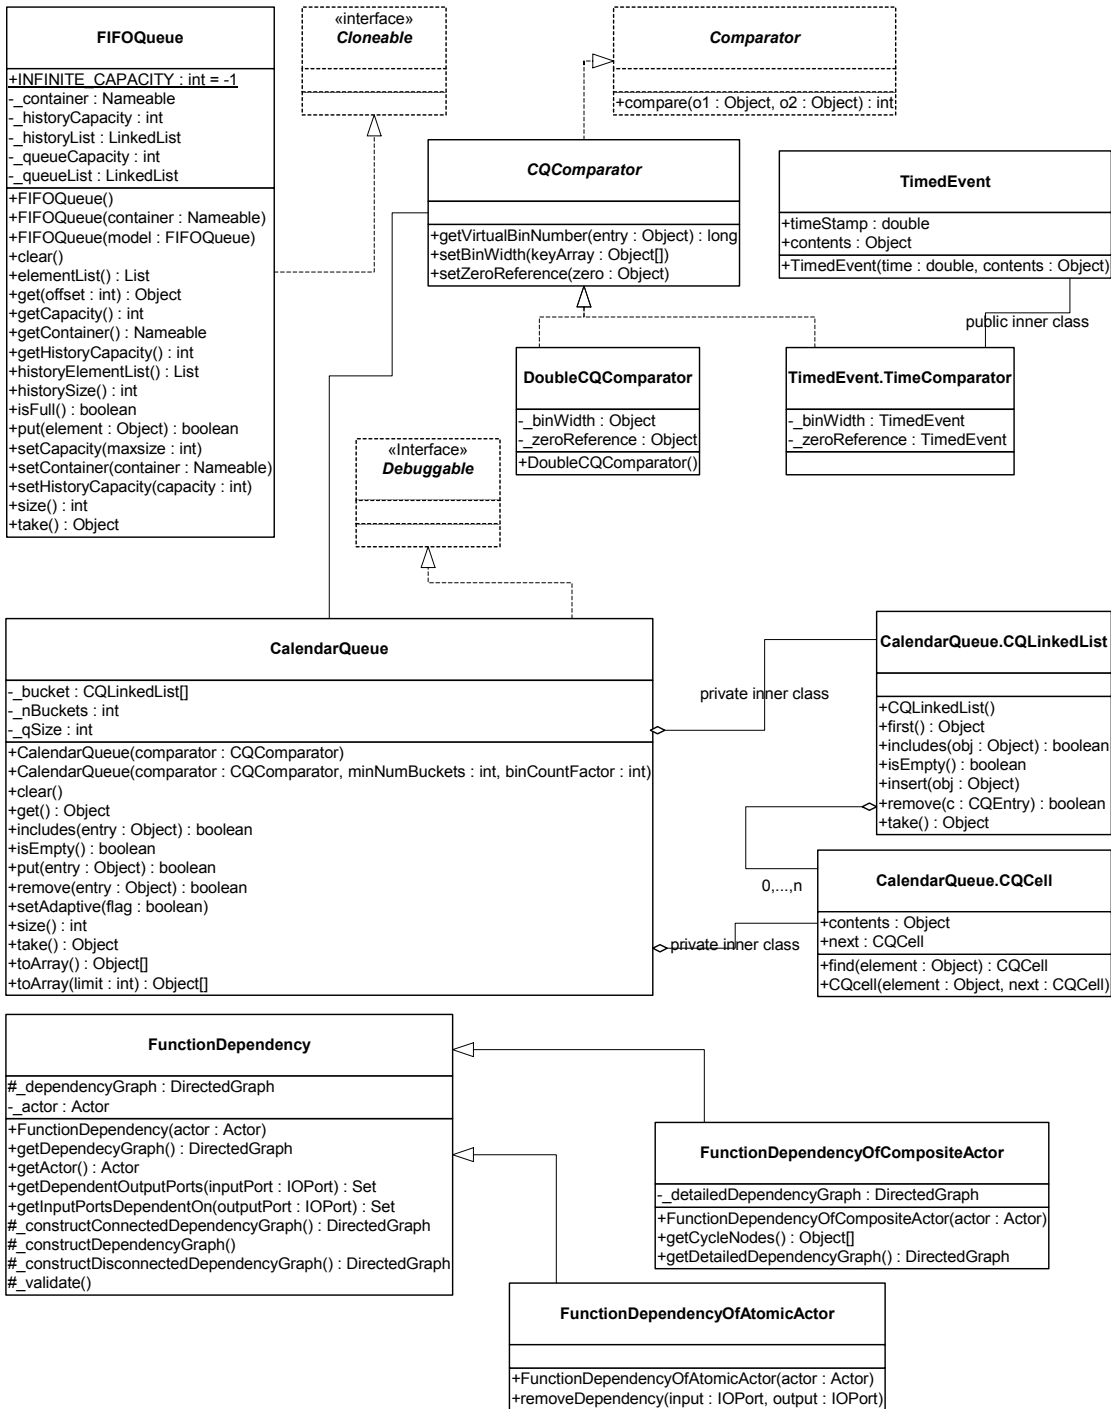 FIFOQueue
+INFINITE_CAPACITY : int = -1
-_container : Nameable
-_historyCapacity : int
-_historyList : LinkedList
-_queueCapacity : int
-_queueList : LinkedList
+FIFOQueue()
+FIFOQueue(container : Nameable)
+FIFOQueue(model : FIFOQueue)
+clear()
+elementList() : List
+get(offset : int) : Object
+getCapacity() : int
+getContainer() : Nameable
+getHistoryCapacity() : int
+historyElementList() : List
+historySize() : int
+isFull() : boolean
+put(element : Object) : boolean
+setCapacity(maxsize : int)
+setContainer(container : Nameable)
+setHistoryCapacity(capacity : int)
+size() : int
+take() : Object
«interface»
Cloneable
Comparator
+compare(o1 : Object, o2 : Object) : int
CQComparator
+getVirtualBinNumber(entry : Object) : long
+setBinWidth(keyArray : Object[])
+setZeroReference(zero : Object)
TimedEvent
+timeStamp : double
+contents : Object
+TimedEvent(time : double, contents : Object)
public inner class
DoubleCQComparator
-_binWidth : Object
-_zeroReference : Object
+DoubleCQComparator()
TimedEvent.TimeComparator
-_binWidth : TimedEvent
-_zeroReference : TimedEvent
«Interface»
Debuggable
CalendarQueue
-_bucket : CQLinkedList[]
-_nBuckets : int
-_qSize : int
+CalendarQueue(comparator : CQComparator)
+CalendarQueue(comparator : CQComparator, minNumBuckets : int, binCountFactor : int)
+clear()
+get() : Object
+includes(entry : Object) : boolean
+isEmpty() : boolean
+put(entry : Object) : boolean
+remove(entry : Object) : boolean
+setAdaptive(flag : boolean)
+size() : int
+take() : Object
+toArray() : Object[]
+toArray(limit : int) : Object[]
private inner class
CalendarQueue.CQLinkedList
+CQLinkedList()
+first() : Object
+includes(obj : Object) : boolean
+isEmpty() : boolean
+insert(obj : Object)
+remove(c : CQEntry) : boolean
+take() : Object
0,...,n
private inner class
CalendarQueue.CQCell
+contents : Object
+next : CQCell
+find(element : Object) : CQCell
+CQcell(element : Object, next : CQCell)
FunctionDependency
#_dependencyGraph : DirectedGraph
-_actor : Actor
+FunctionDependency(actor : Actor)
+getDependecyGraph() : DirectedGraph
+getActor() : Actor
+getDependentOutputPorts(inputPort : IOPort) : Set
+getInputPortsDependentOn(outputPort : IOPort) : Set
#_constructConnectedDependencyGraph() : DirectedGraph
#_constructDependencyGraph()
#_constructDisconnectedDependencyGraph() : DirectedGraph
#_validate()
FunctionDependencyOfCompositeActor
-_detailedDependencyGraph : DirectedGraph
+FunctionDependencyOfCompositeActor(actor : Actor)
+getCycleNodes() : Object[]
+getDetailedDependencyGraph() : DirectedGraph
FunctionDependencyOfAtomicActor
+FunctionDependencyOfAtomicActor(actor : Actor)
+removeDependency(input : IOPort, output : IOPort)